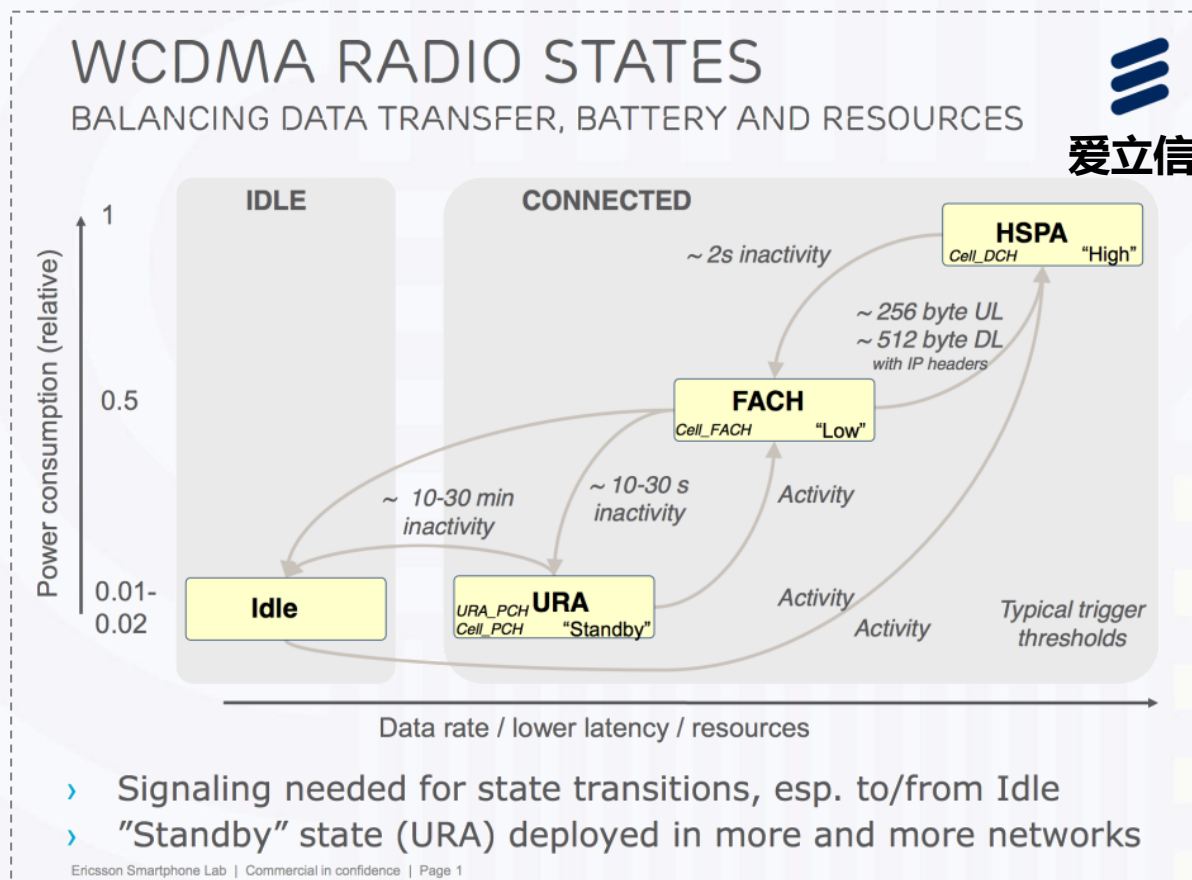 WCDMA RADIO STATES
BALANCING DATA TRANSFER, BATTERY AND RESOURCES
爱立信
IDLE
CONNECTED
Power consumption (relative)
1
0.5
0.01-
0.02
HSPA
Cell_DCH "High"
~ 2s inactivity
~ 256 byte UL
~ 512 byte DL
with IP headers
FACH
Cell_FACH "Low"
~ 10-30 min
inactivity
~ 10-30 s
inactivity
Activity
Idle
URA_PCH URA
Cell_PCH "Standby"
Activity
Activity
Typical trigger
thresholds
Data rate / lower latency / resources
› Signaling needed for state transitions, esp. to/from Idle
› ”Standby” state (URA) deployed in more and more networks
Ericsson Smartphone Lab | Commercial in confidence | Page 1